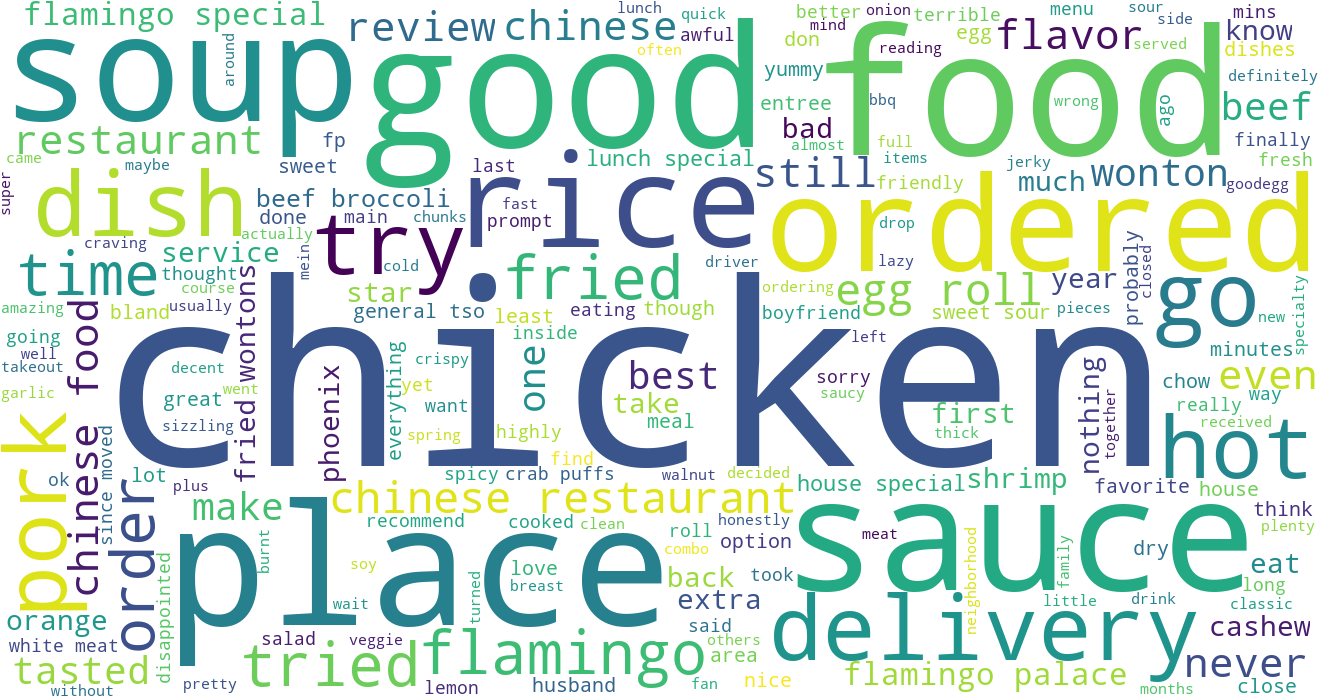 flamingo special
soup
good
food
review
chinese
lunch
quick
often
awful
better
mind
onion
don
terrible
egg
reading
menu
sour
side
flavor
served
mins
know
dishes
definitely
around
yummy
entree
bbq
wrong
ago
beef
restaurant
fp
sweet
came
maybe
bad
almost
full
items
finally
fresh
jerky
goodegg
super
dish
last
lunch special
rice
still
friendly
much
wonton
beef broccoli
done
main
chunks
fast
prompt
ordered
drop
lazy
actually
craving
try
cold
mein
driver
time
service
thought
course
fried
star
general tso
least
eating
though
inside
ordering
boyfriend
egg roll
sweet sour
year
pieces
probably
closed
go
new
specialty
amazing
bland
usually
going
well
takeout
garlic
chinese food
fried wontons
decent
great
went
sizzling
phoenix
everything
crispy
yet
want
spring
one
chicken
best
take
meal
highly
find
sorry
saucy
left
first
thick
nothing
together
minutes
chow
even
way
really
received
hot
pork
ok
since moved
lot
plus
order
spicy
crab puffs
walnut
decided
house special
shrimp
favorite
house
think
plenty
make
chinese restaurant
recommend
cooked
clean
roll
honestly
option
combo
meat
sauce
dry
eat
long
place
burnt
soy
love
breast
back
took
wait
turned
extra
neighborhood
family
little
drink
classic
orange
white meat
disappointed
salad
veggie
said
delivery
cashew
tasted
tried
flamingo
others
area
flamingo palace
never
without
pretty
lemon
husband
fan
nice
months
close